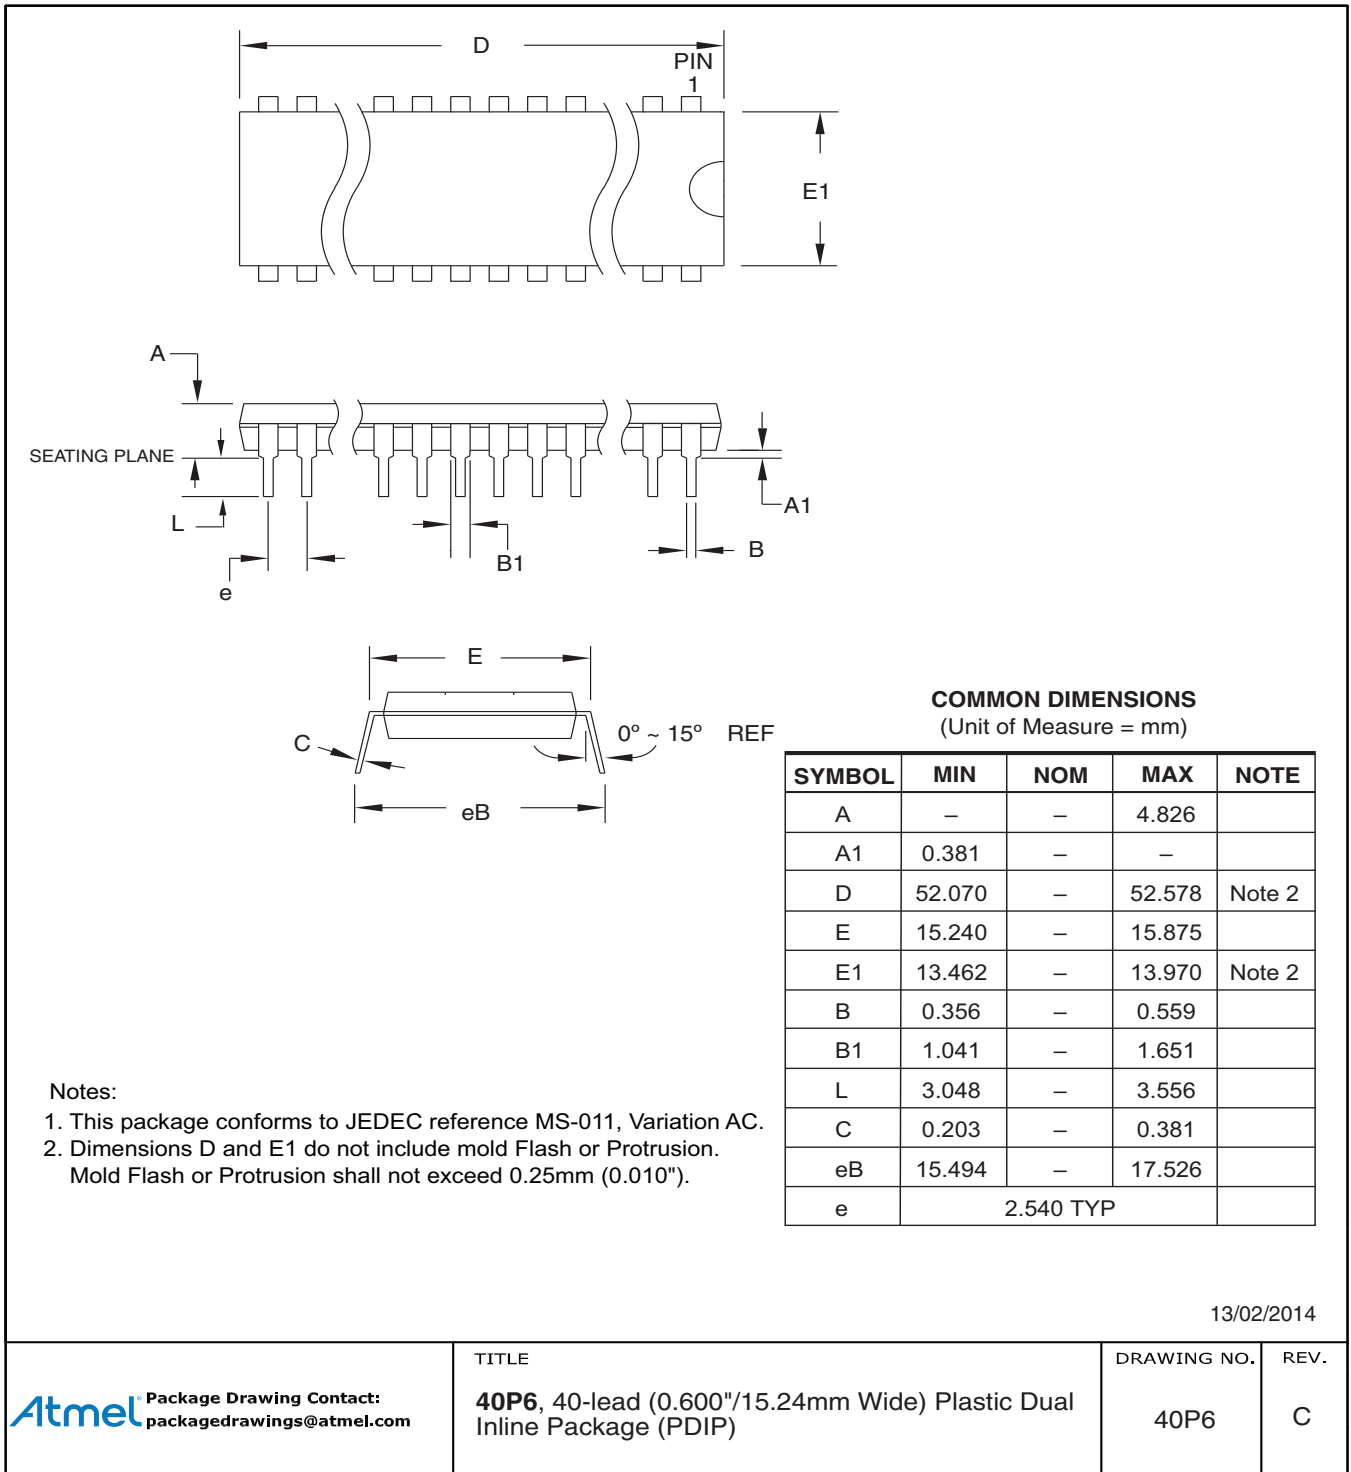 D
PIN
1
E1
A
SEATING PLANE
A1
L
B1
B
e
E
C
0º ~ 15º REF
eB
COMMON DIMENSIONS
(Unit of Measure = mm)
SYMBOL MIN NOM MAX NOTE
A – – 4.826
A1 0.381 – –
D 52.070 – 52.578 Note 2
E 15.240 – 15.875
E1 13.462 – 13.970 Note 2
B 0.356 – 0.559
B1 1.041 – 1.651
L 3.048 – 3.556
C 0.203 – 0.381
eB 15.494 – 17.526
e 2.540 TYP
Notes:
1. This package conforms to JEDEC reference MS-011, Variation AC.
2. Dimensions D and E1 do not include mold Flash or Protrusion.
Mold Flash or Protrusion shall not exceed 0.25mm (0.010").
13/02/2014
Atmel
Package Drawing Contact:
packagedrawings@atmel.com
TITLE
40P6, 40-lead (0.600"/15.24mm Wide) Plastic Dual
Inline Package (PDIP)
DRAWING NO.
40P6
REV.
C